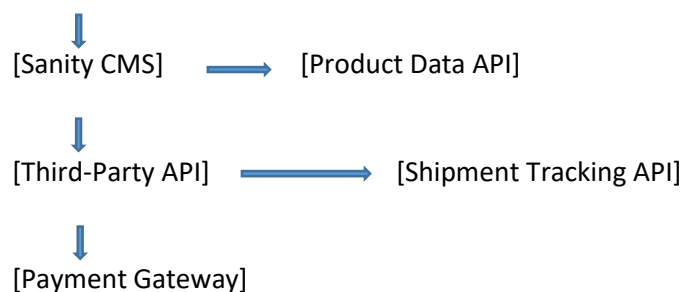 [Sanity CMS] [Product Data API]
[Third-Party API] [Shipment Tracking API]
[Payment Gateway]